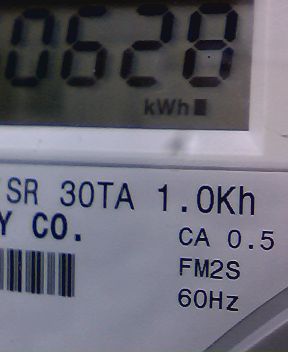 0628
kWh
SR 30TA 1.0Kh
Y CO.
CA 0.5
FM2S
60Hz